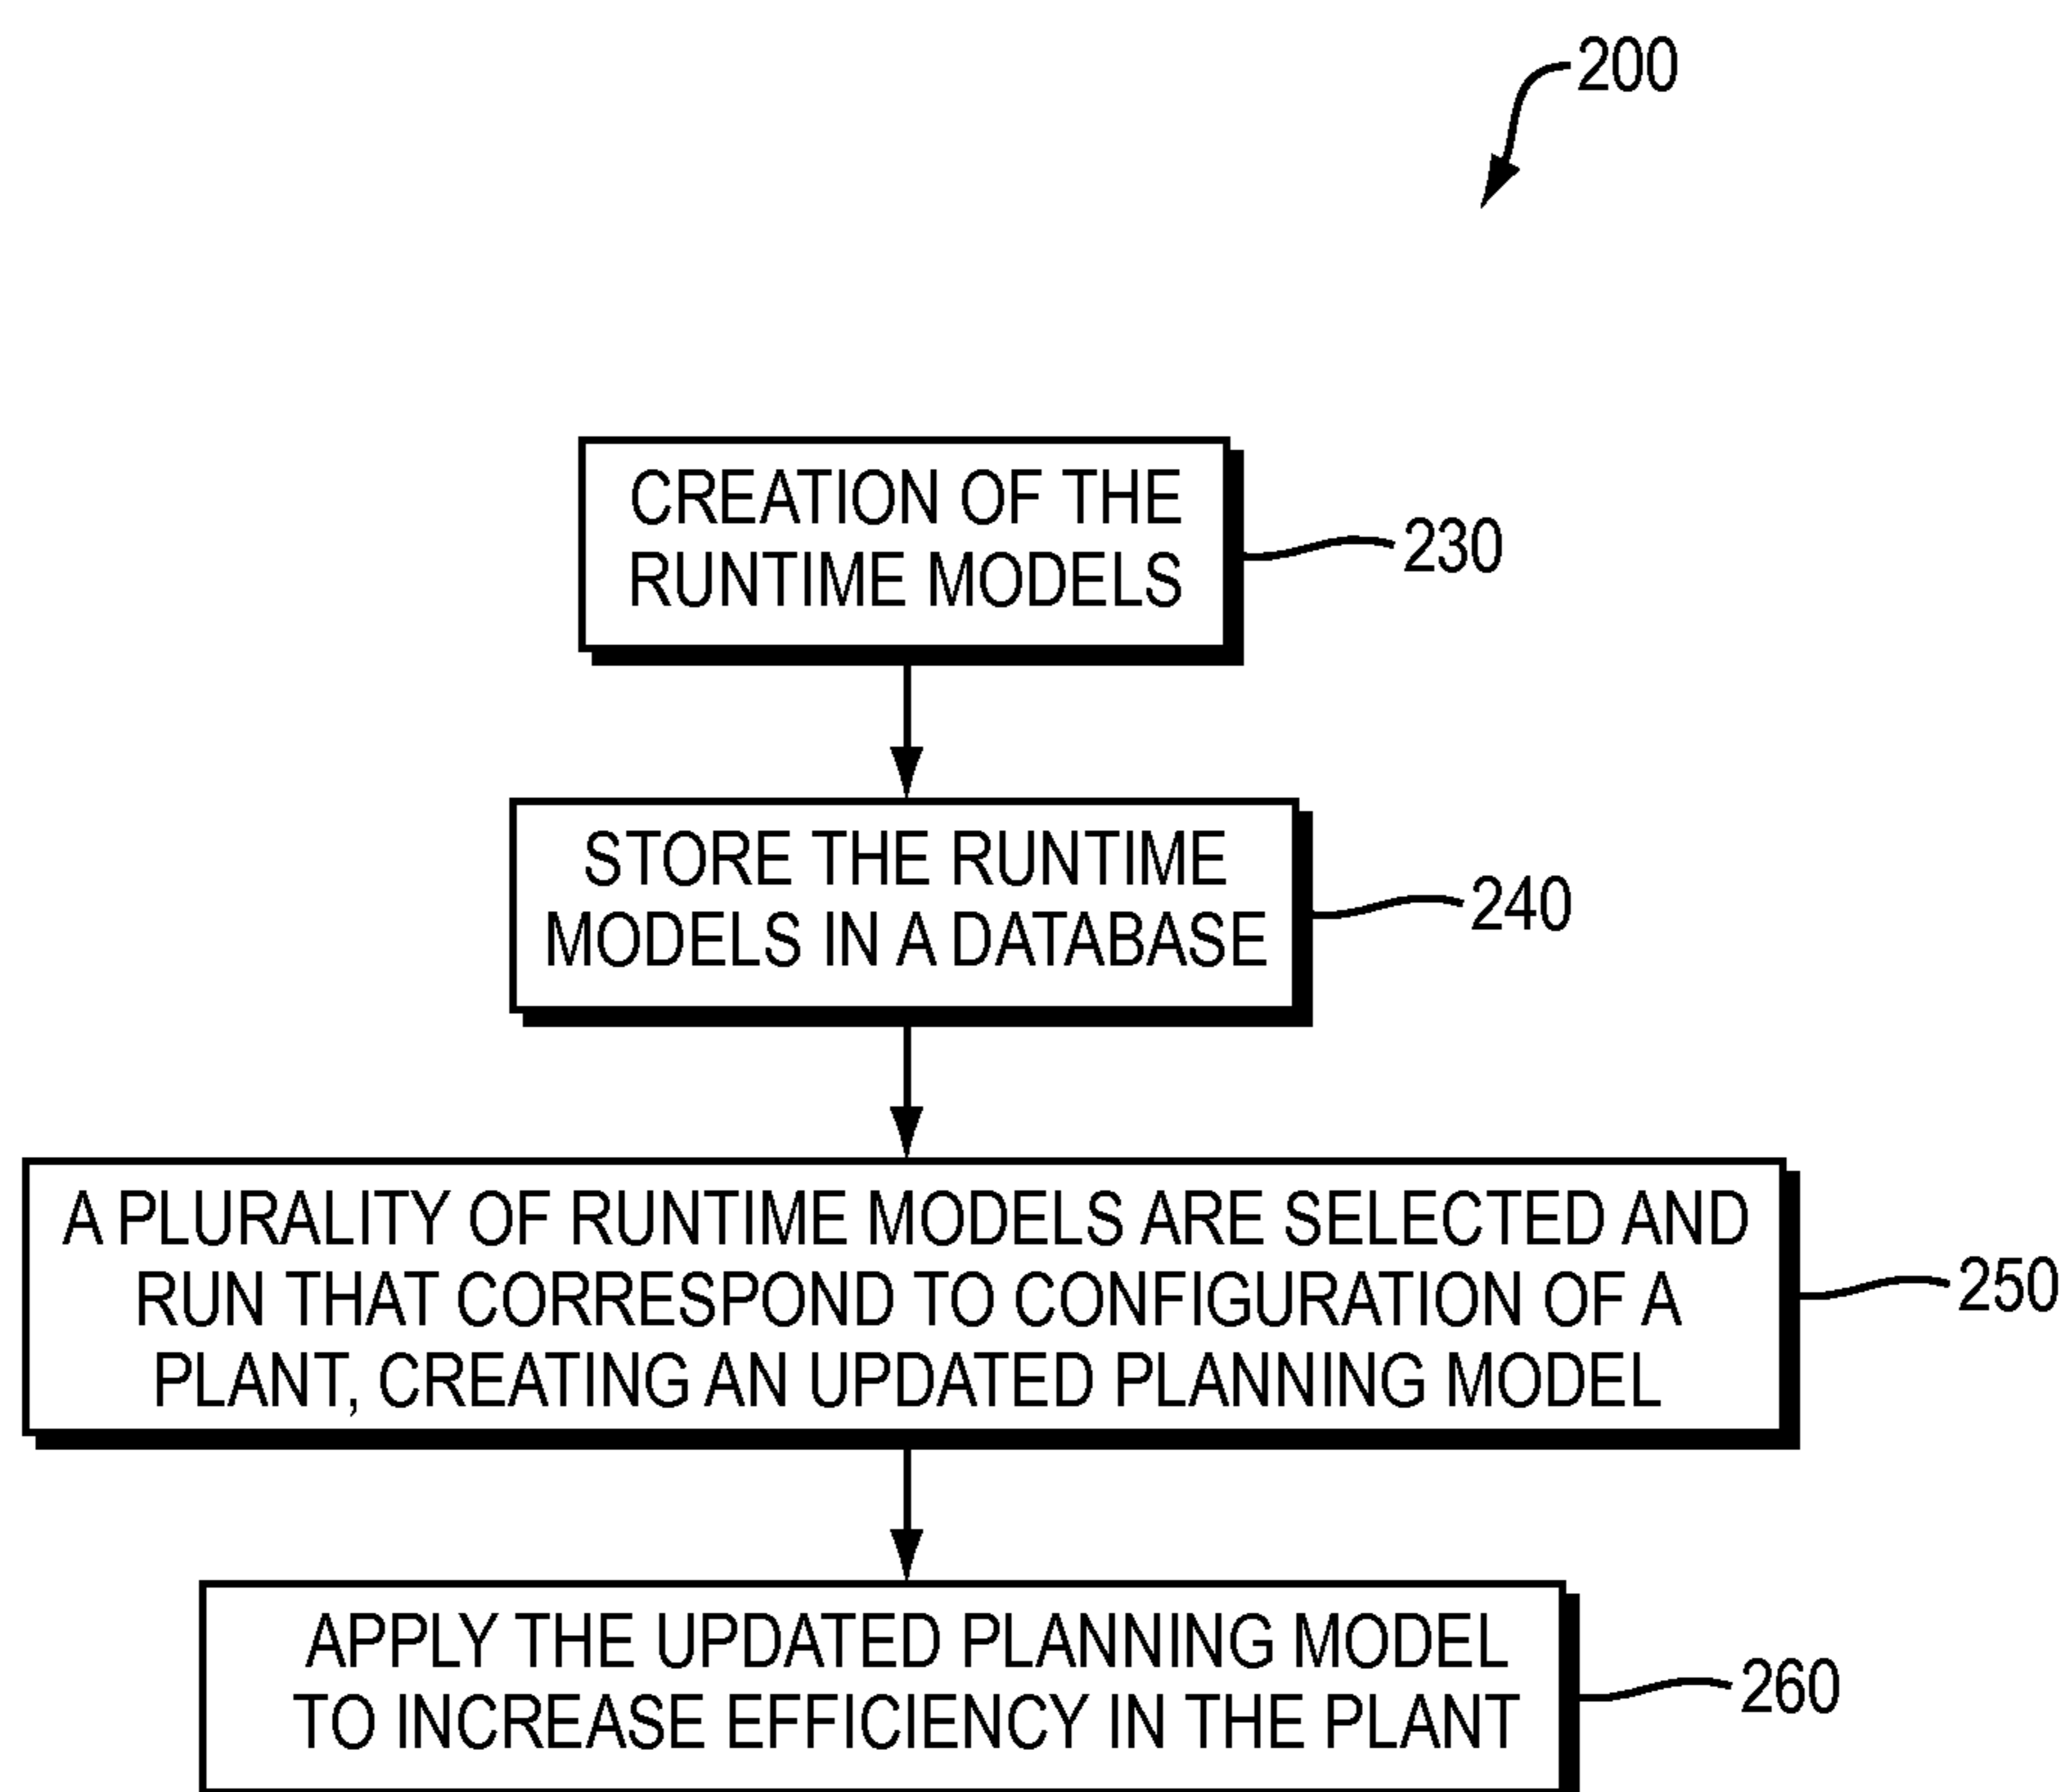 200
CREATION OF THE
RUNTIME MODELS
230
STORE THE RUNTIME
MODELS IN A DATABASE
240
A PLURALITY OF RUNTIME MODELS ARE SELECTED AND
RUN THAT CORRESPOND TO CONFIGURATION OF A
PLANT, CREATING AN UPDATED PLANNING MODEL
250
APPLY THE UPDATED PLANNING MODEL
TO INCREASE EFFICIENCY IN THE PLANT
260